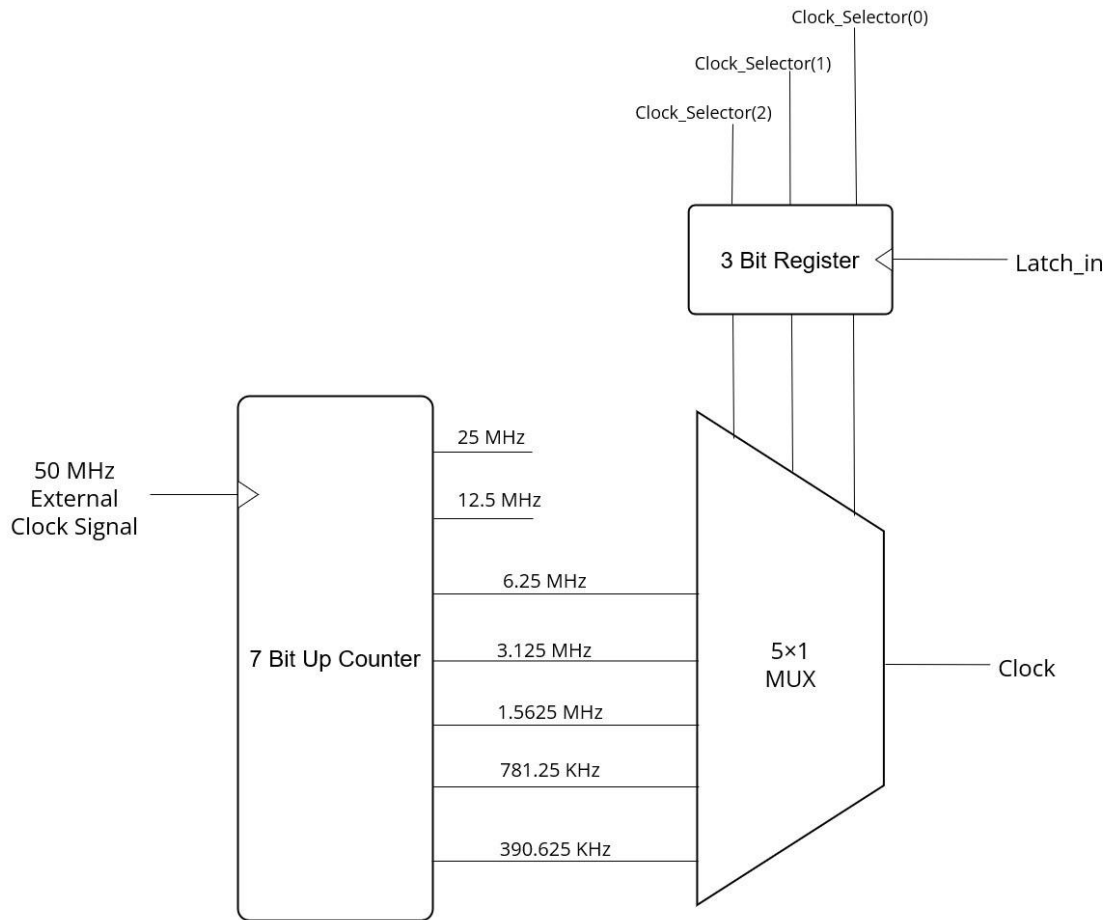 Clock_Selector(0)
Clock_Selector(1)
Clock_Selector(2)
3 Bit Register
Latch_in
50 MHz
External
Clock Signal
25 MHz
12.5 MHz
6.25 MHz
7 Bit Up Counter
3.125 MHz
1.5625 MHz
781.25 KHz
390.625 KHz
5×1
MUX
Clock